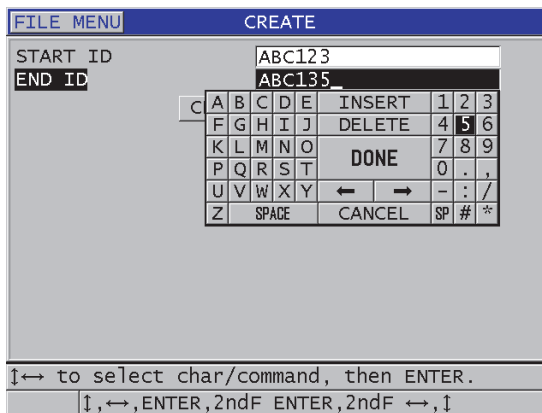 FILE MENU CREATE
START ID ABC123
END ID ABC135_
A B C D E INSERT 1 2 3
F G H I J DELETE 4 5 6
K L M N O DONE 7 8 9
P Q R S T 0 . ,
U V W X Y ← → - : /
Z SPACE CANCEL SP # *
↕↔ to select char/command, then ENTER.
↕,↔,ENTER,2ndF ENTER,2ndF ↔,↕